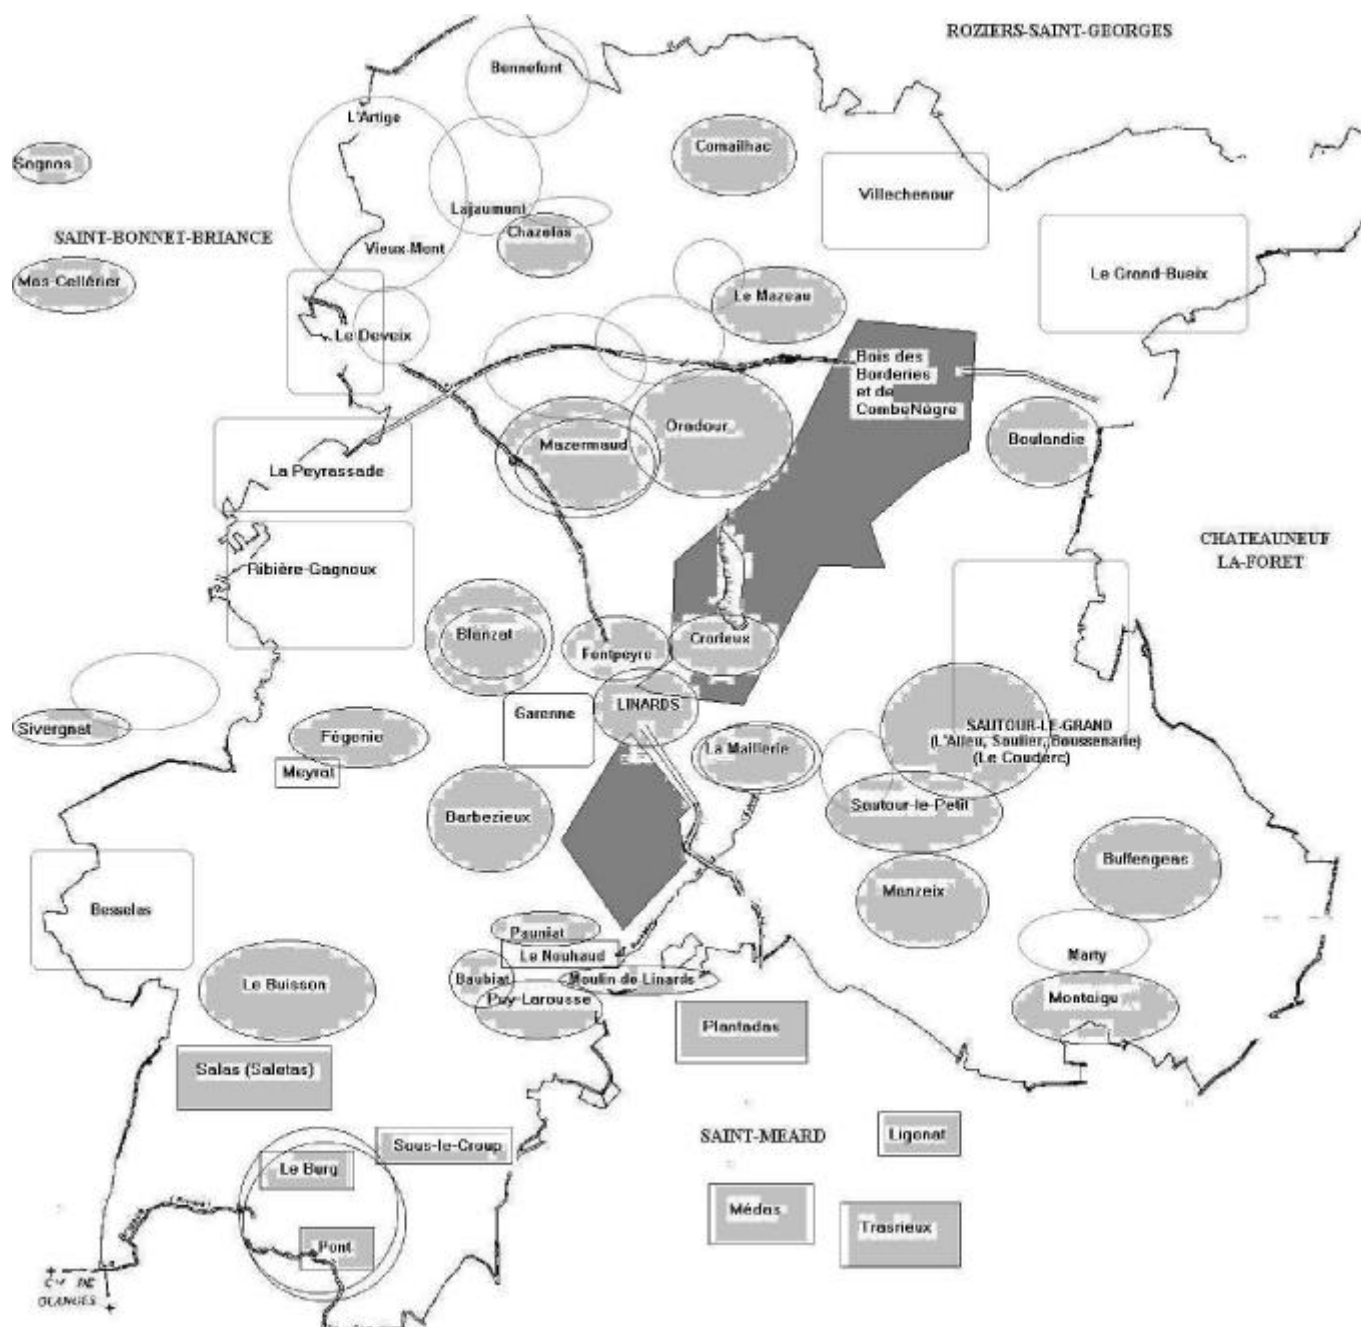 ROZIERS-SAINT-GEORGES
Bennefont
L'Artige
Comailhac
Sognos
Villechenour
Lajaumont
Chazelas
SAINT-BONNET-BRIANCE
Vieux-Mont
Mas-Cellérier
Le Grand-Bueix
Le Mazeau
Le Deveix
Bois des
Borderies
et de
CombeNègre
Oradour
Mazermaud
Boulandie
La Peyrassade
CHATEAUNEUF
LA-FORET
Ribière-Gagnoux
Blanzat
Crorieux
Fontpeyre
LINARDS
Garenne
Sivergnat
Fégenie
SAUTOUR-LE-GRAND
(L'Alleu, Soulier, Boussenarie)
(Le Couderc)
La Maillerie
Meyrat
Sautour-le-Petit
Barbezieux
Buffengeas
Manzeix
Besselas
Pauniat
Le Nouhaud
Marty
Baubiat
Moulin de Linards
Le Buisson
Puy-Larousse
Montaigu
Plantadas
Salas (Saletas)
SAINT-MEARD
Ligonat
Sous-le-Croup
Le Burg
Médas
Trasrieux
Pont
DE
GLANGES